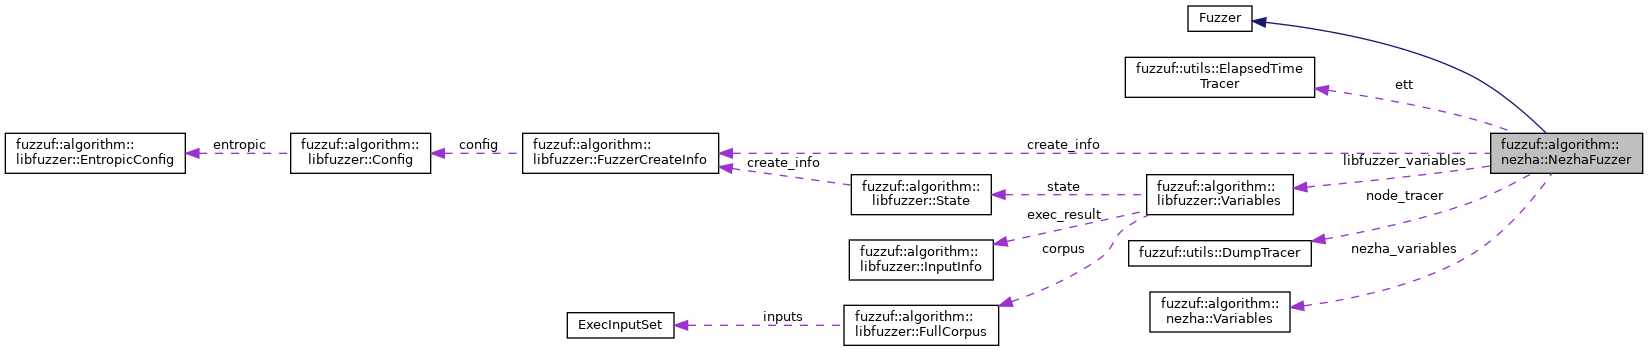 Fuzzer
fuzzuf::utils::ElapsedTime
Tracer
ett
fuzzuf::algorithm::
libfuzzer::EntropicConfig
entropic
fuzzuf::algorithm::
libfuzzer::Config
config
fuzzuf::algorithm::
libfuzzer::FuzzerCreateInfo
create_info
create_info
fuzzuf::algorithm::
nezha::NezhaFuzzer
libfuzzer_variables
fuzzuf::algorithm::
libfuzzer::State
state
fuzzuf::algorithm::
libfuzzer::Variables
node_tracer
exec_result
fuzzuf::algorithm::
libfuzzer::InputInfo
corpus
fuzzuf::utils::DumpTracer
nezha_variables
fuzzuf::algorithm::
nezha::Variables
ExecInputSet
inputs
fuzzuf::algorithm::
libfuzzer::FullCorpus